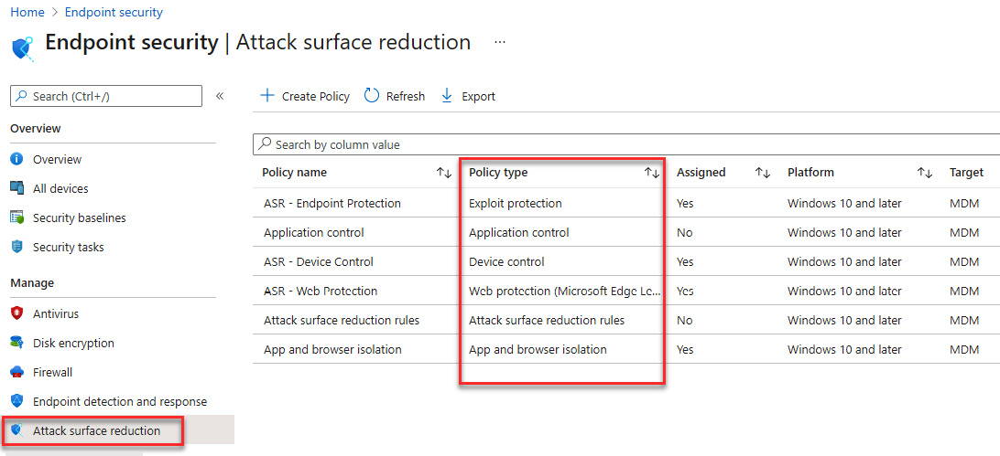 Home > Endpoint security
Endpoint security | Attack surface reduction ...
Search (Ctrl+/) «
Overview
Overview
All devices
Security baselines
Security tasks
Manage
Antivirus
Disk encryption
Firewall
Endpoint detection and response
Attack surface reduction
Create Policy Refresh Export
Search by column value
Policy name ↑↓ Policy type ↑↓ Assigned ↑↓ Platform ↑↓ Target
ASR - Endpoint Protection Exploit protection Yes Windows 10 and later MDM
Application control Application control No Windows 10 and later MDM
ASR - Device Control Device control Yes Windows 10 and later MDM
ASR - Web Protection Web protection (Microsoft Edge Le... Yes Windows 10 and later MDM
Attack surface reduction rules Attack surface reduction rules No Windows 10 and later MDM
App and browser isolation App and browser isolation Yes Windows 10 and later MDM